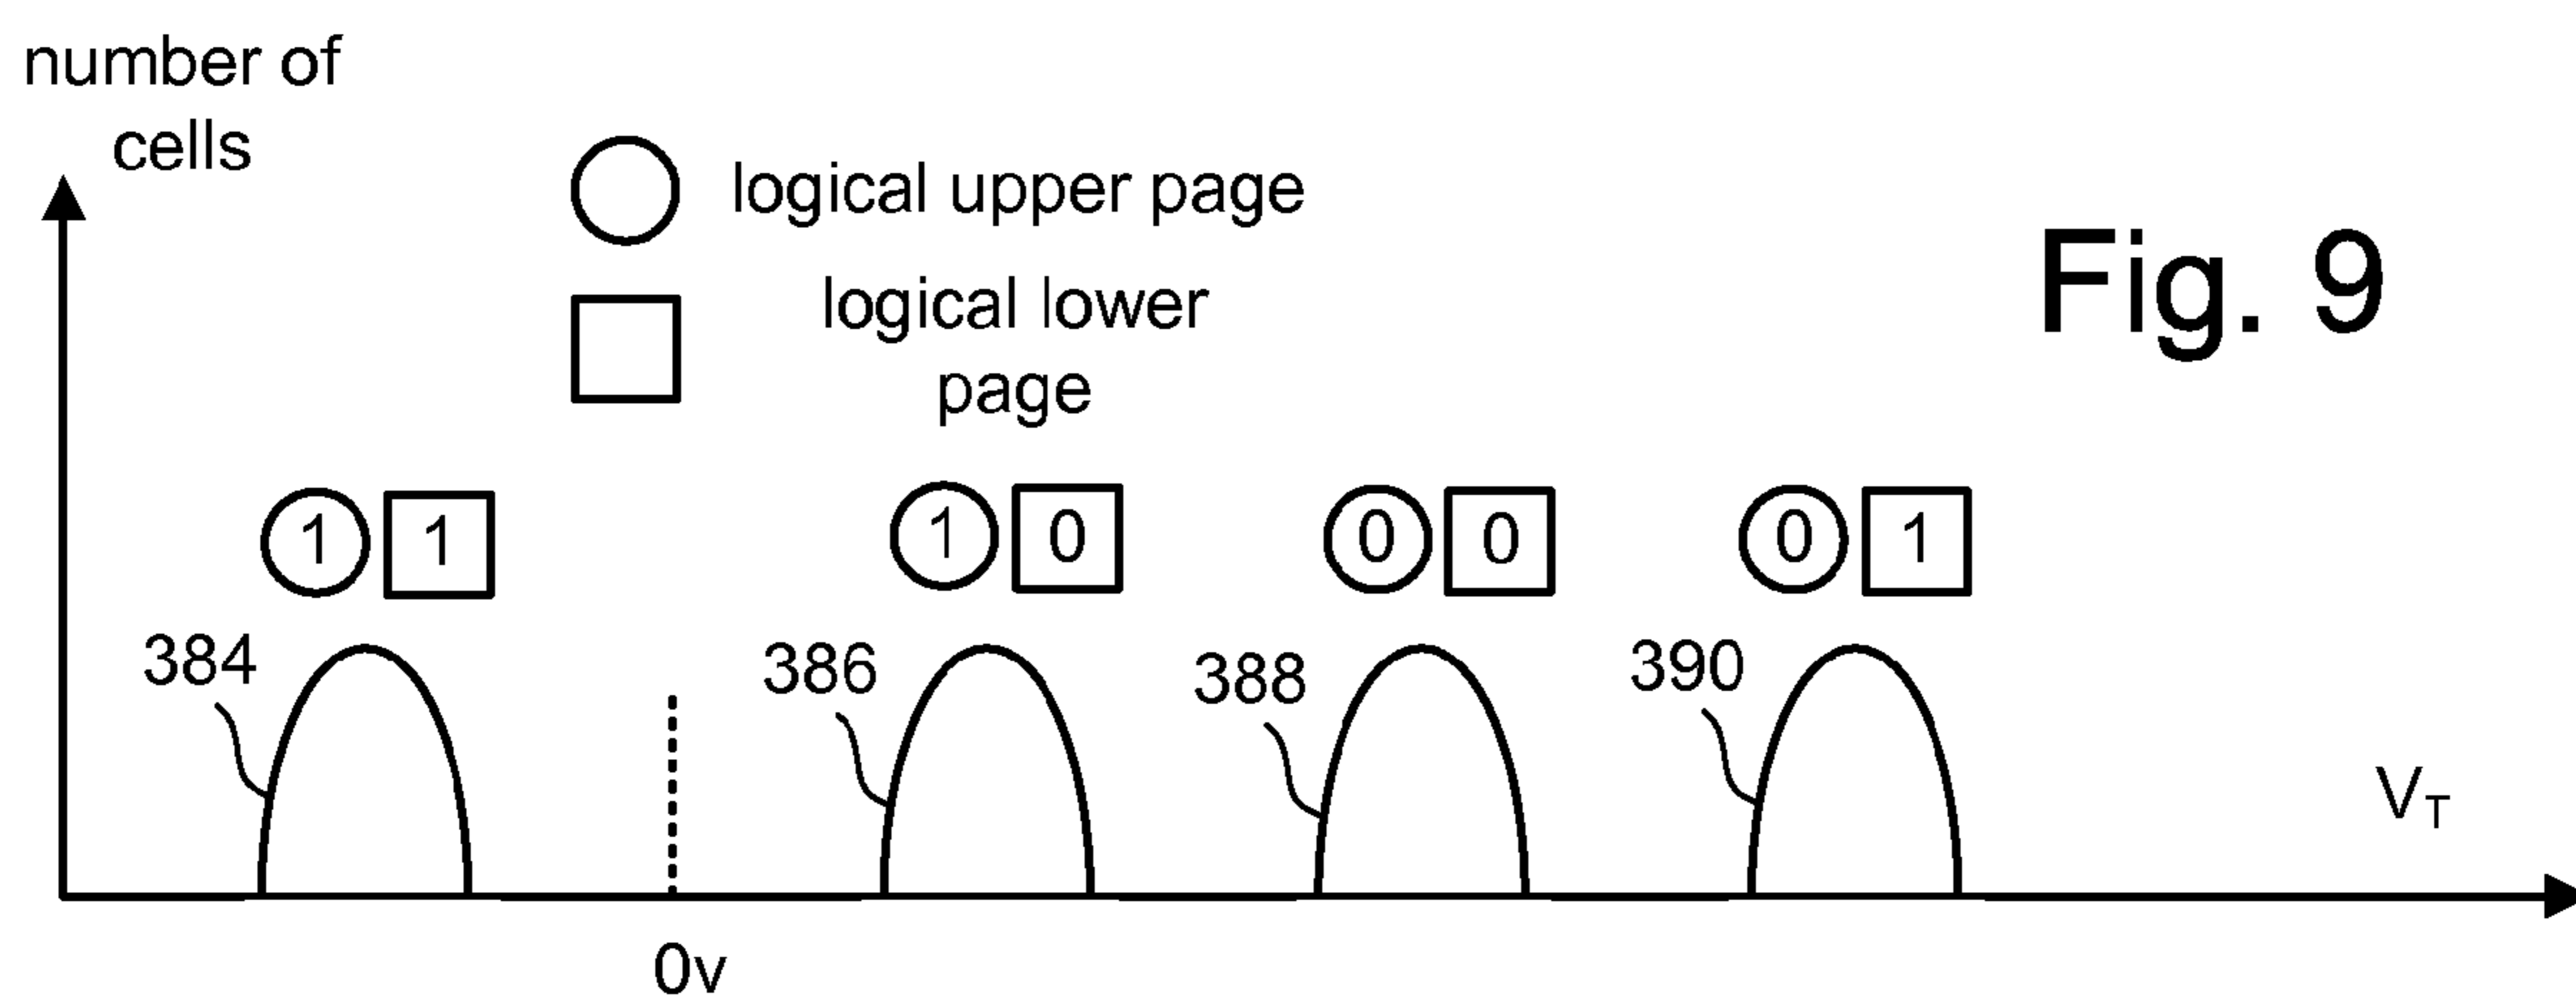 number of
cells
logical upper page
logical lower
page
Fig. 9
1 1 1 0 0 0 0 1
384 386 388 390
V_T
0v